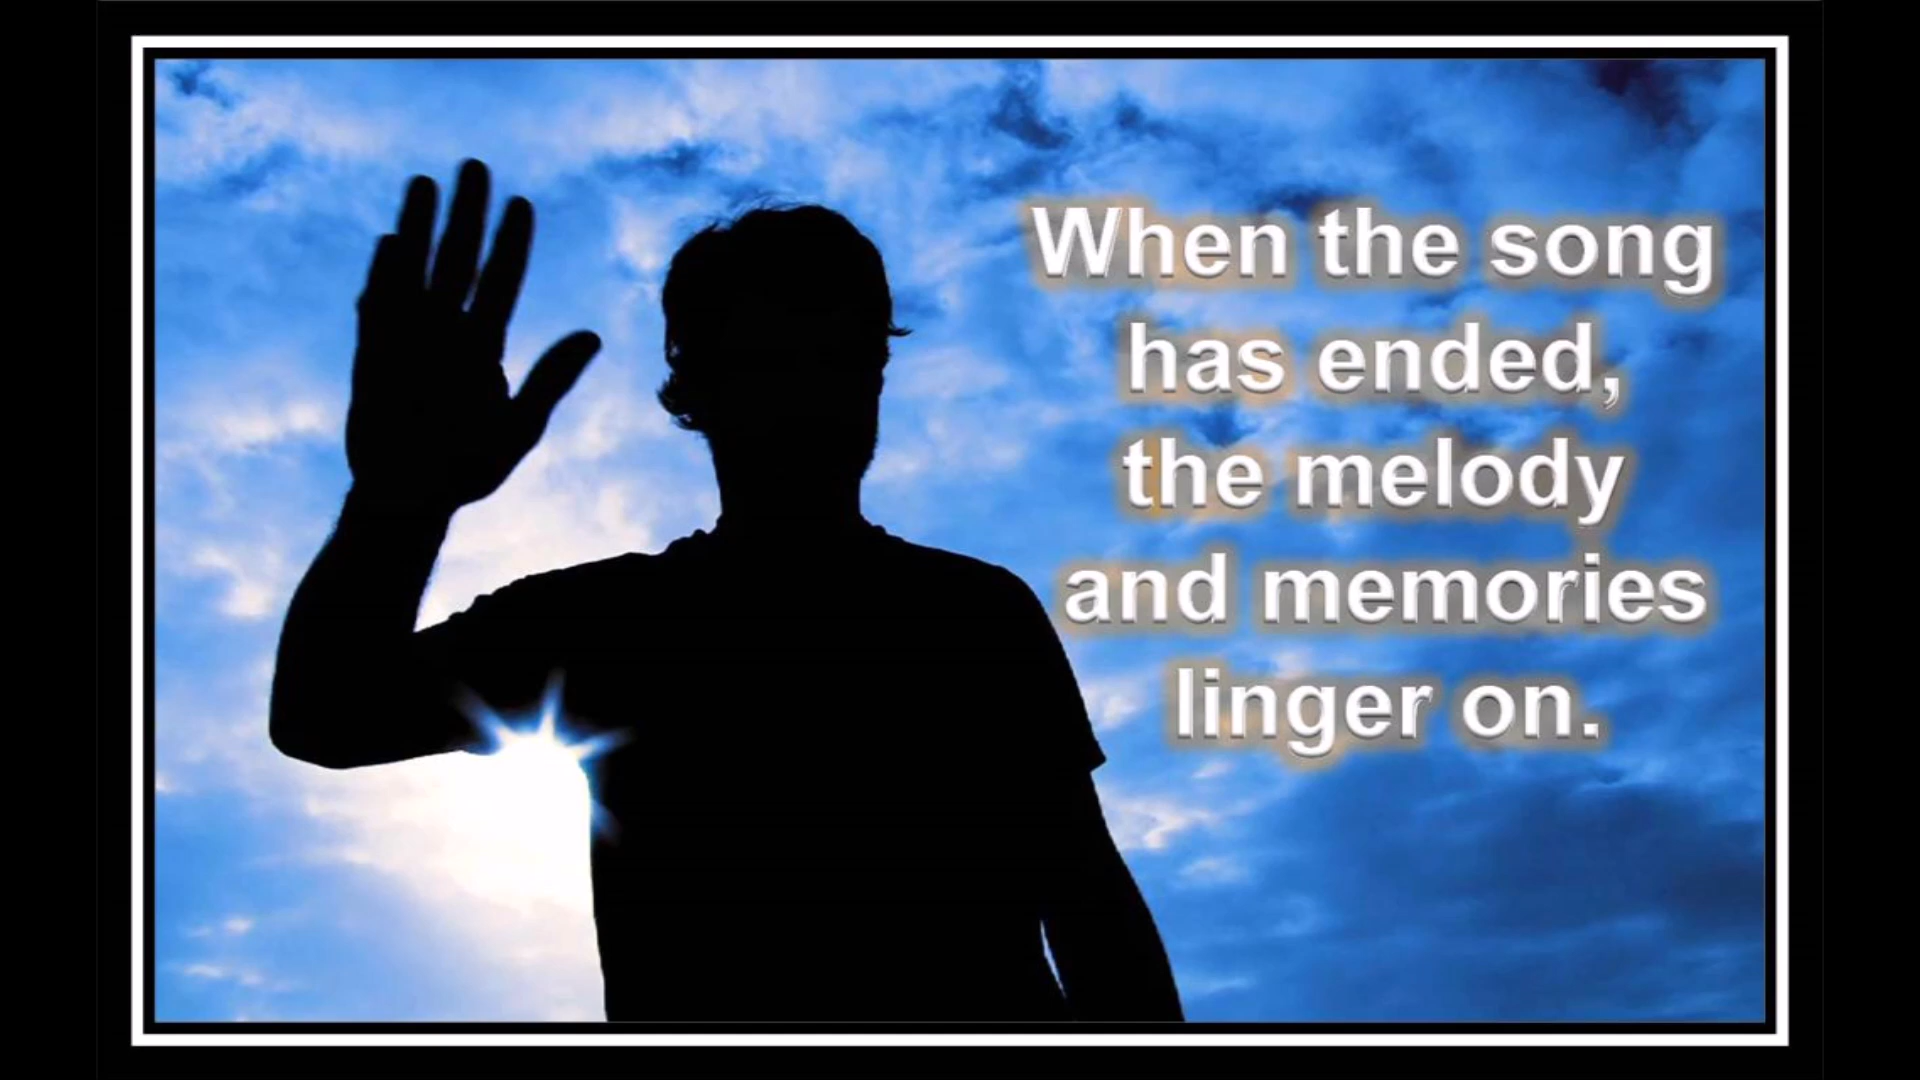 When the song
has ended,
the melody
and memories
linger on.